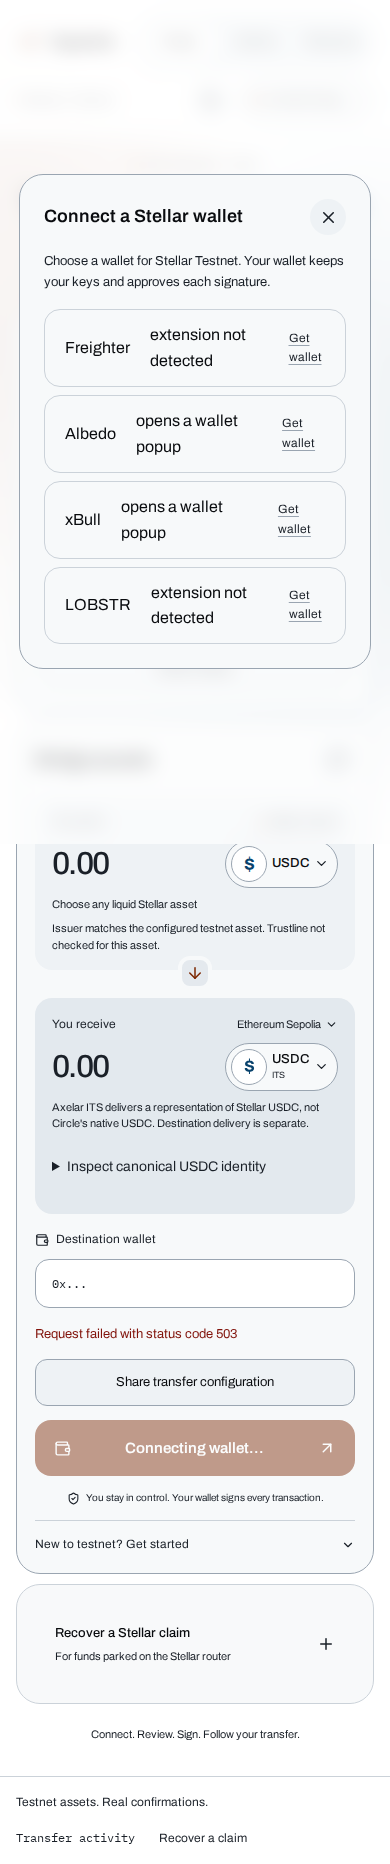 Connect a Stellar wallet
Choose a wallet for Stellar Testnet. Your wallet keeps
your keys and approves each signature.
Freighter
extension not
detected
Get
wallet
Albedo
opens a wallet
popup
Get
wallet
xBull
opens a wallet
popup
Get
wallet
LOBSTR
extension not
detected
Get
wallet
0.00
$ USDC
Choose any liquid Stellar asset
Issuer matches the configured testnet asset. Trustline not
checked for this asset.
You receive
Ethereum Sepolia
0.00
$ USDC
ITS
Axelar ITS delivers a representation of Stellar USDC, not
Circle's native USDC. Destination delivery is separate.
Inspect canonical USDC identity
Destination wallet
0x...
Request failed with status code 503
Share transfer configuration
Connecting wallet...
You stay in control. Your wallet signs every transaction.
New to testnet? Get started
Recover a Stellar claim
For funds parked on the Stellar router
Connect. Review. Sign. Follow your transfer.
Testnet assets. Real confirmations.
Transfer activity
Recover a claim